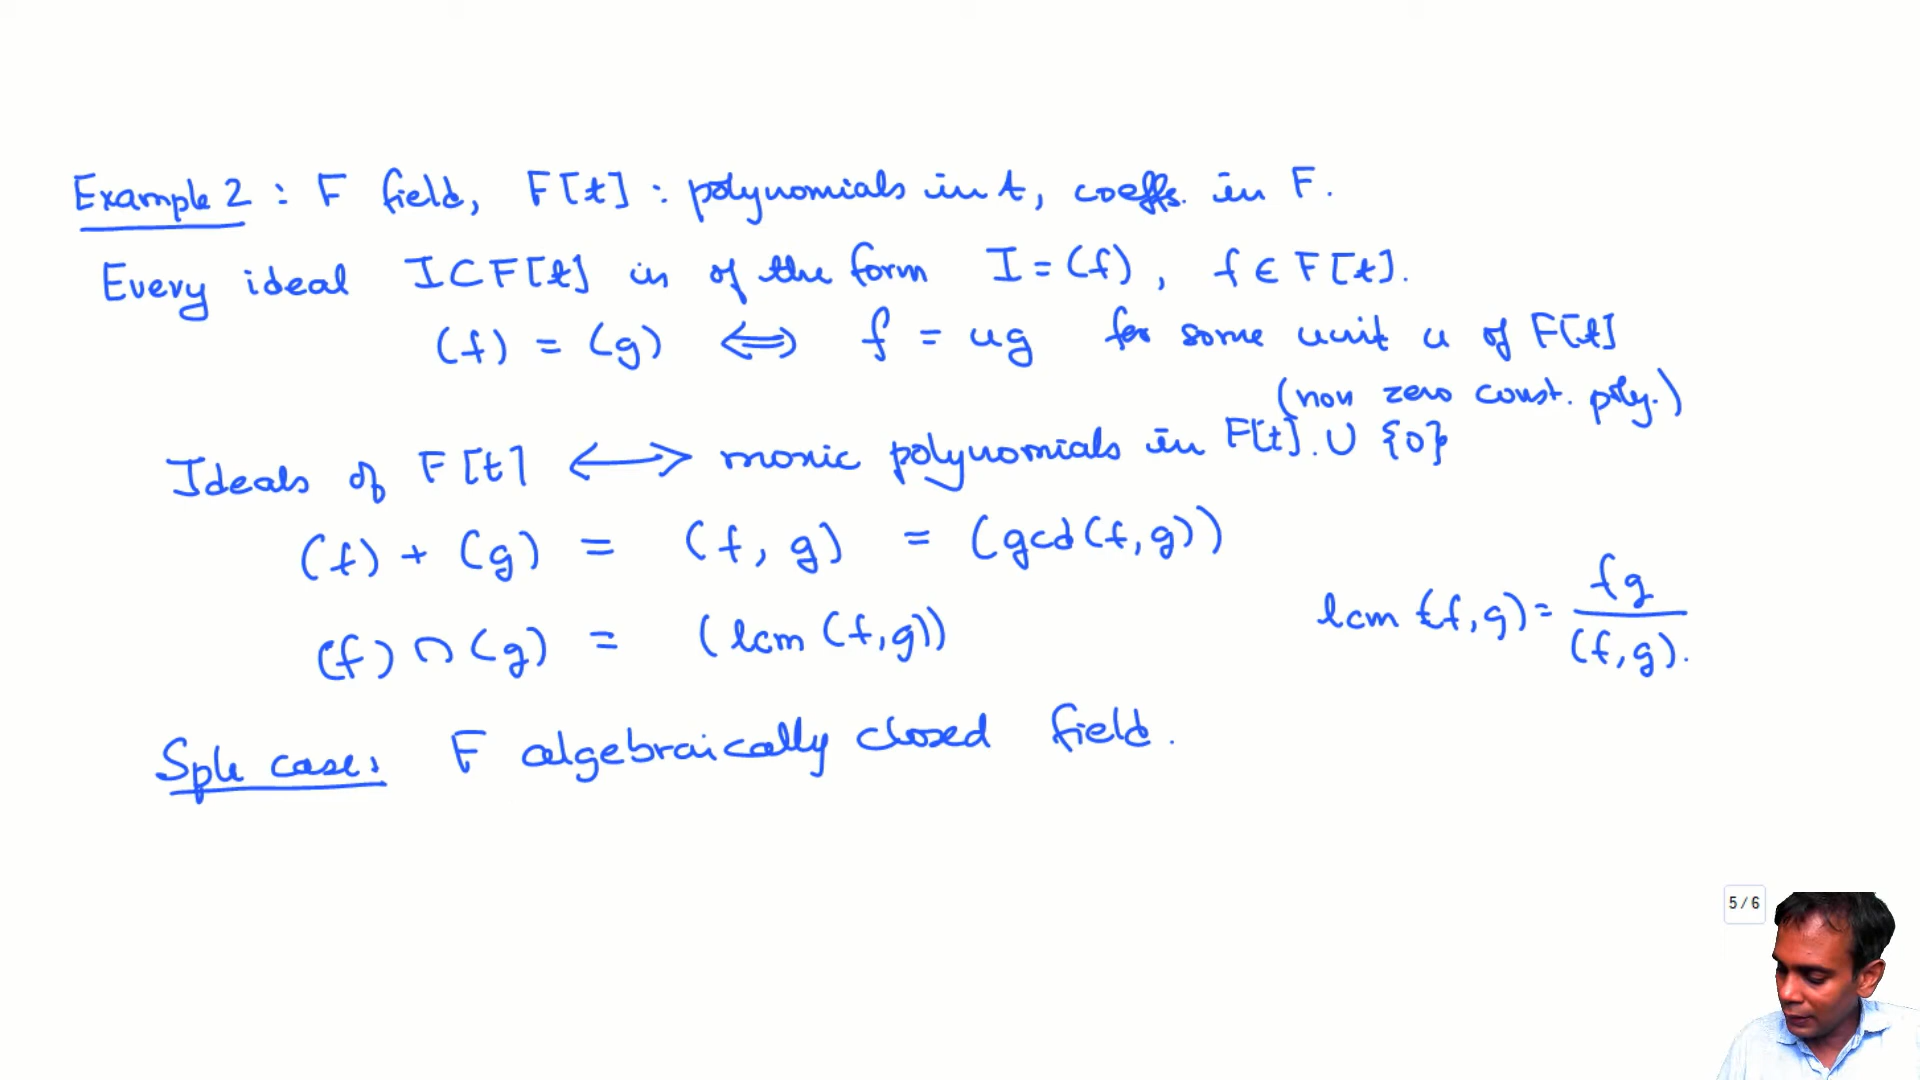 Example 2 : F field, F[t] : polynomials in t, coeffs. in F.
Every ideal I ⊂ F[t] is of the form I = (f), f ∈ F[t].
(f) = (g) ⟺ f = ug for some unit u of F[t]
(non zero const. poly.)
Ideals of F[t] ⟷ monic polynomials in F[t]. ∪ {0}
(f) + (g) = (f, g) = (gcd(f,g))
(f) ∩ (g) = (lcm (f,g))
lcm (f,g) = fg / (f,g).
Sple case: F algebraically closed field.
5 / 6